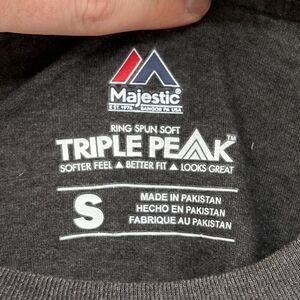 Majestic®
EST. 1976 BANGOR PA. USA
RING SPUN SOFT
TRIPLE PEAK™
SOFTER FEEL ▲ BETTER FIT ▲ LOOKS GREAT
S
MADE IN PAKISTAN
HECHO EN PAKISTAN
FABRIQUE AU PAKISTAN